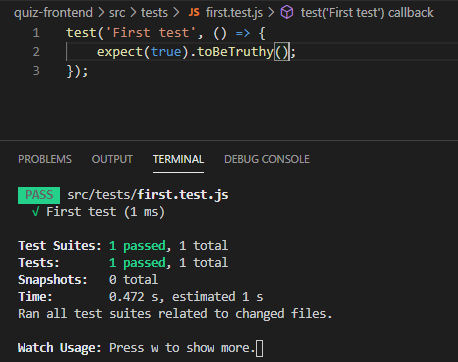 quiz-frontend > src > tests > JS first.test.js > test('First test') callback
1 test('First test', () => {
2 expect(true).toBeTruthy();
3 });
PROBLEMS OUTPUT TERMINAL DEBUG CONSOLE
PASS src/tests/first.test.js
√ First test (1 ms)
Test Suites: 1 passed, 1 total
Tests: 1 passed, 1 total
Snapshots: 0 total
Time: 0.472 s, estimated 1 s
Ran all test suites related to changed files.
Watch Usage: Press w to show more.